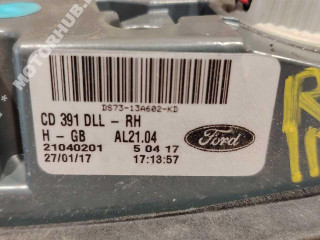 MOTORHUB
DS73-13A602-KD
CD 391 DLL - RH
H - GB AL21.04
21040201 5 04 17
27/01/17 17:13:57
Ford